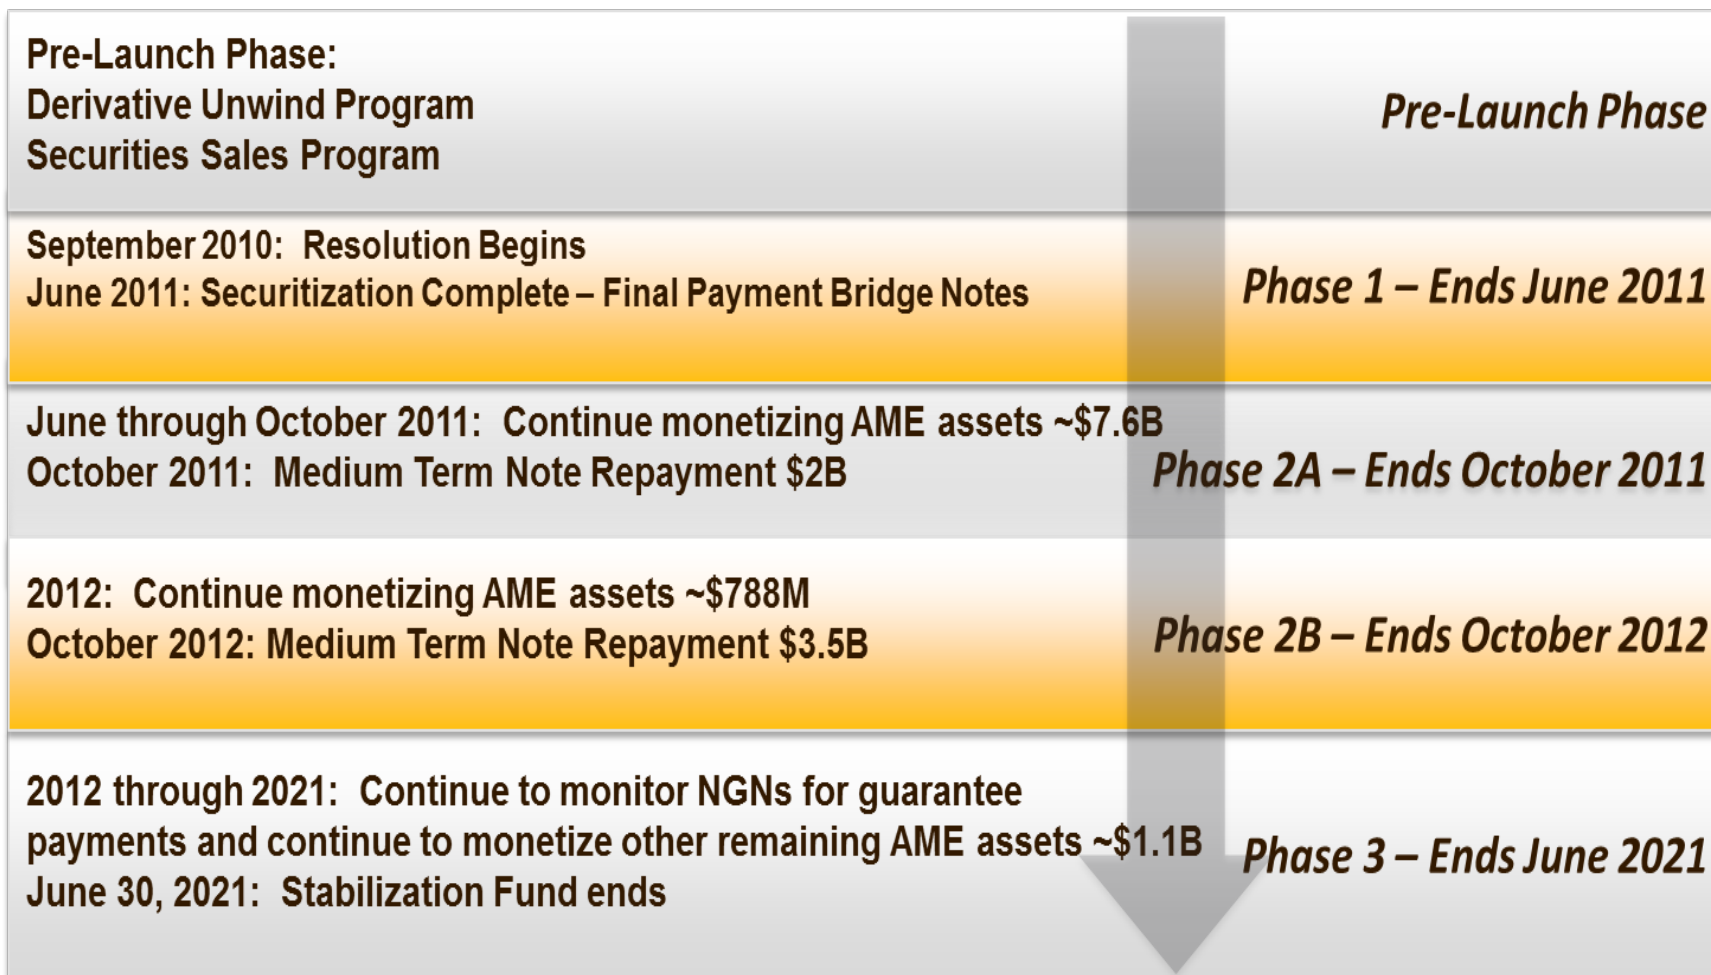 Pre-Launch Phase:
Derivative Unwind Program
Securities Sales Program
Pre-Launch Phase
September 2010:  Resolution Begins
June 2011: Securitization Complete – Final Payment Bridge Notes
Phase 1 – Ends June 2011
June through October 2011:  Continue monetizing AME assets ~$7.6B
October 2011:  Medium Term Note Repayment $2B
Phase 2A – Ends October 2011
2012:  Continue monetizing AME assets ~$788M
October 2012: Medium Term Note Repayment $3.5B
Phase 2B – Ends October 2012
2012 through 2021:  Continue to monitor NGNs for guarantee
payments and continue to monetize other remaining AME assets ~$1.1B
June 30, 2021:  Stabilization Fund ends
Phase 3 – Ends June 2021